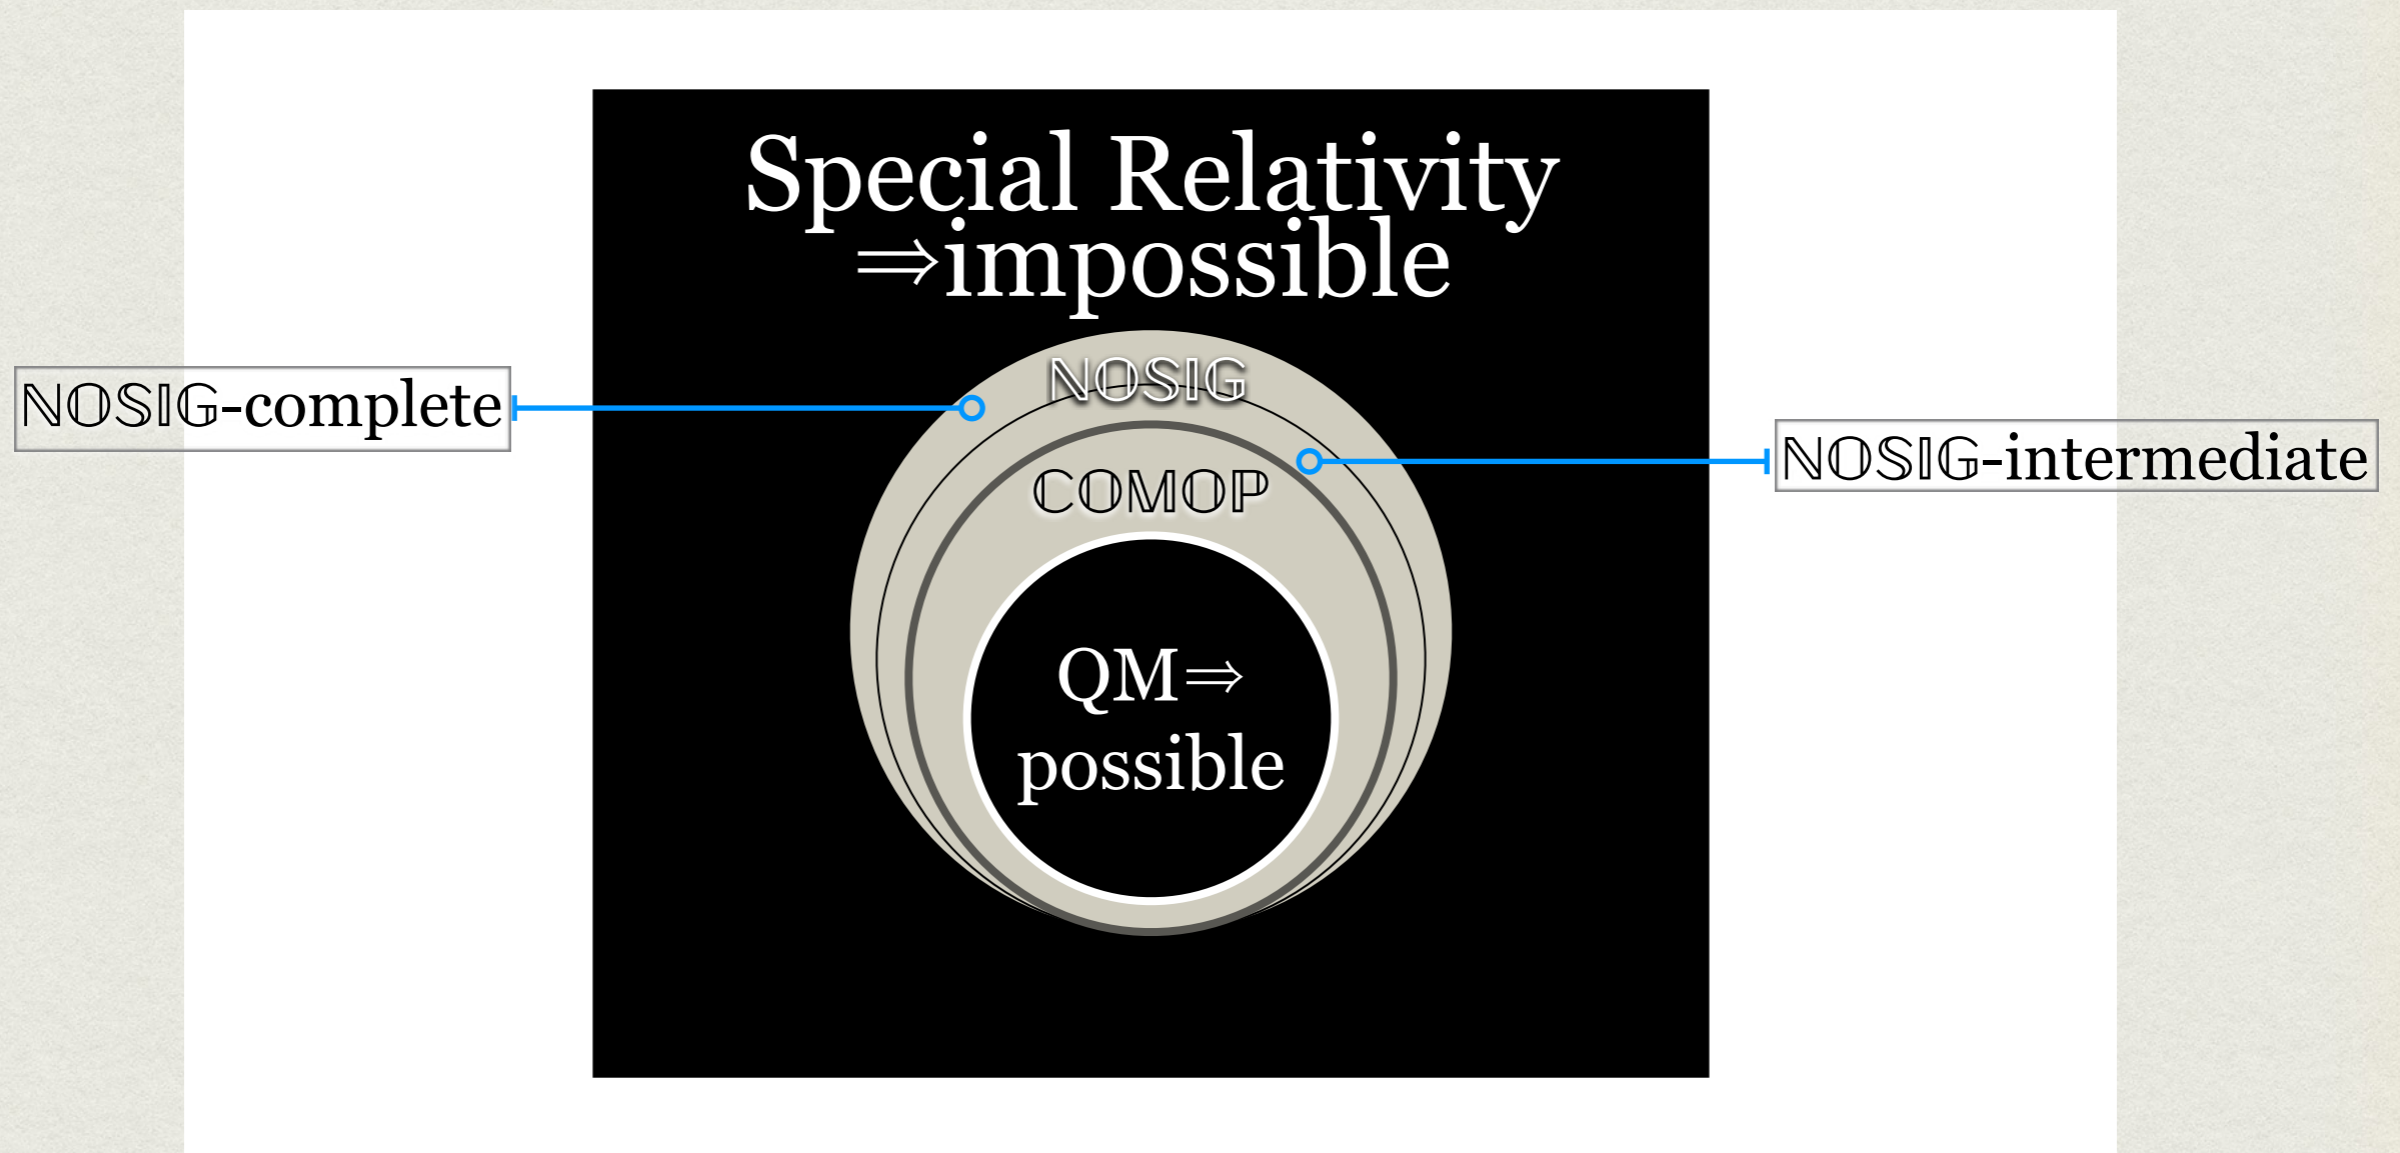 Special Relativity
⇒impossible
ℕ𝕆𝕊𝕀𝔾
ℕ𝕆𝕊𝕀𝔾-complete
ℕ𝕆𝕊𝕀𝔾-intermediate
ℂ𝕆𝕄𝕆ℙ
QM⇒
possible